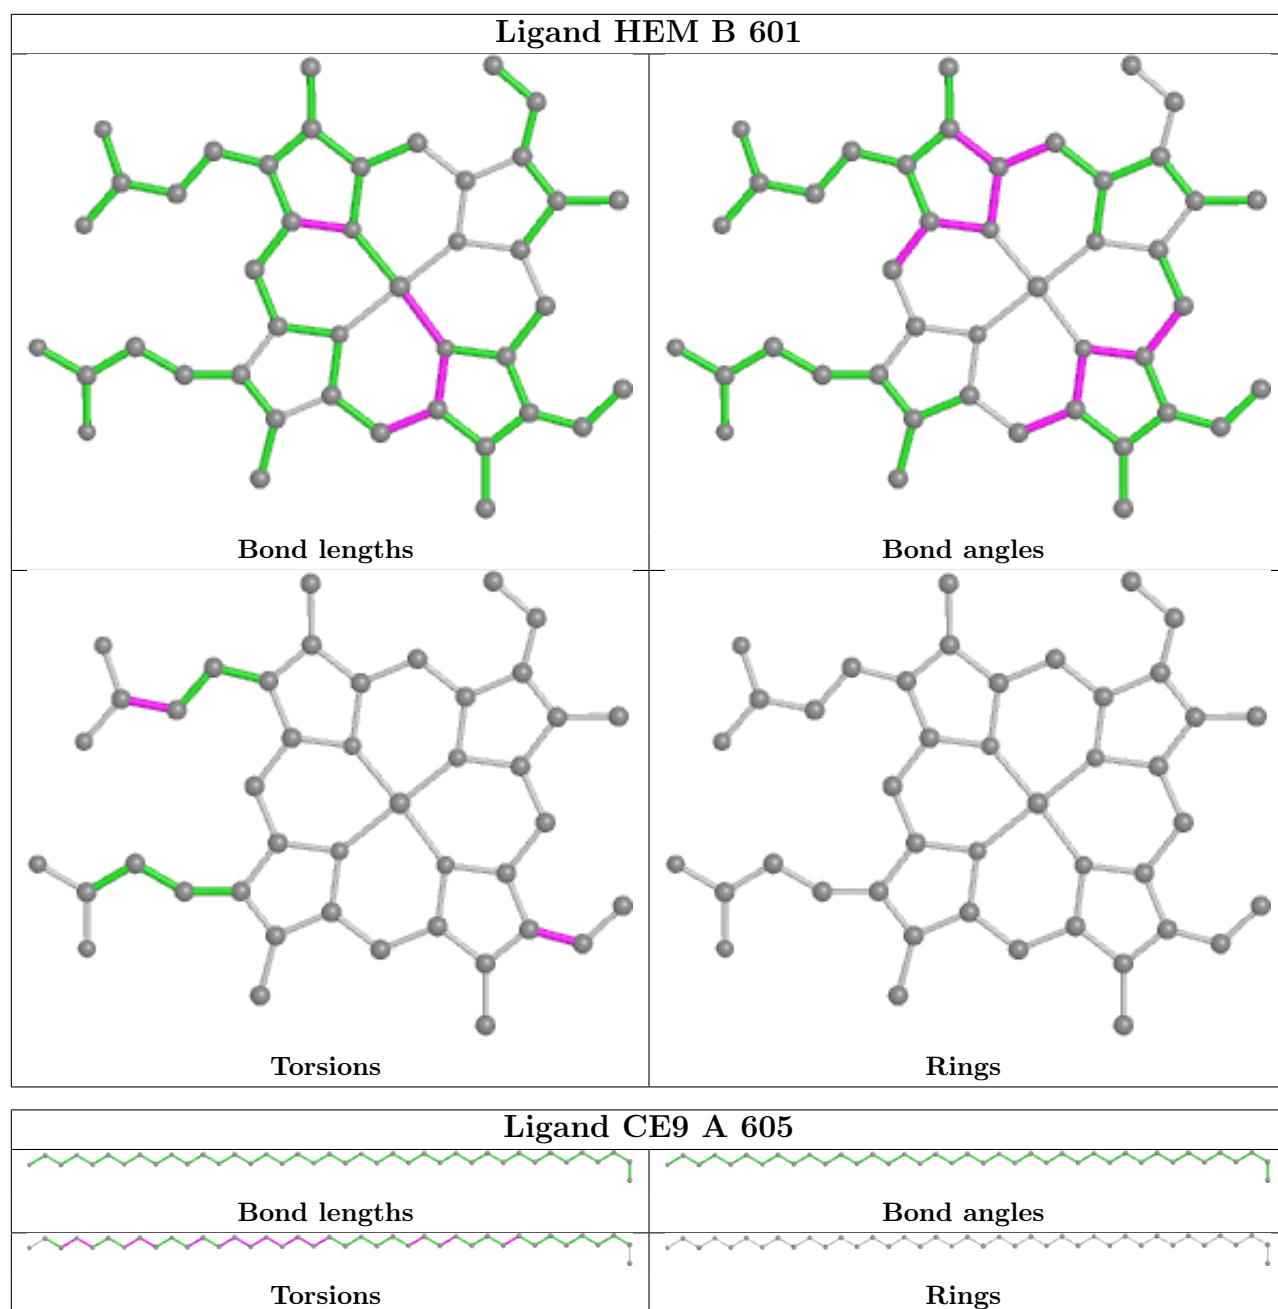 Ligand HEM B 601
Bond lengths
Bond angles
Torsions
Rings
Ligand CE9 A 605
Bond lengths
Bond angles
Torsions
Rings